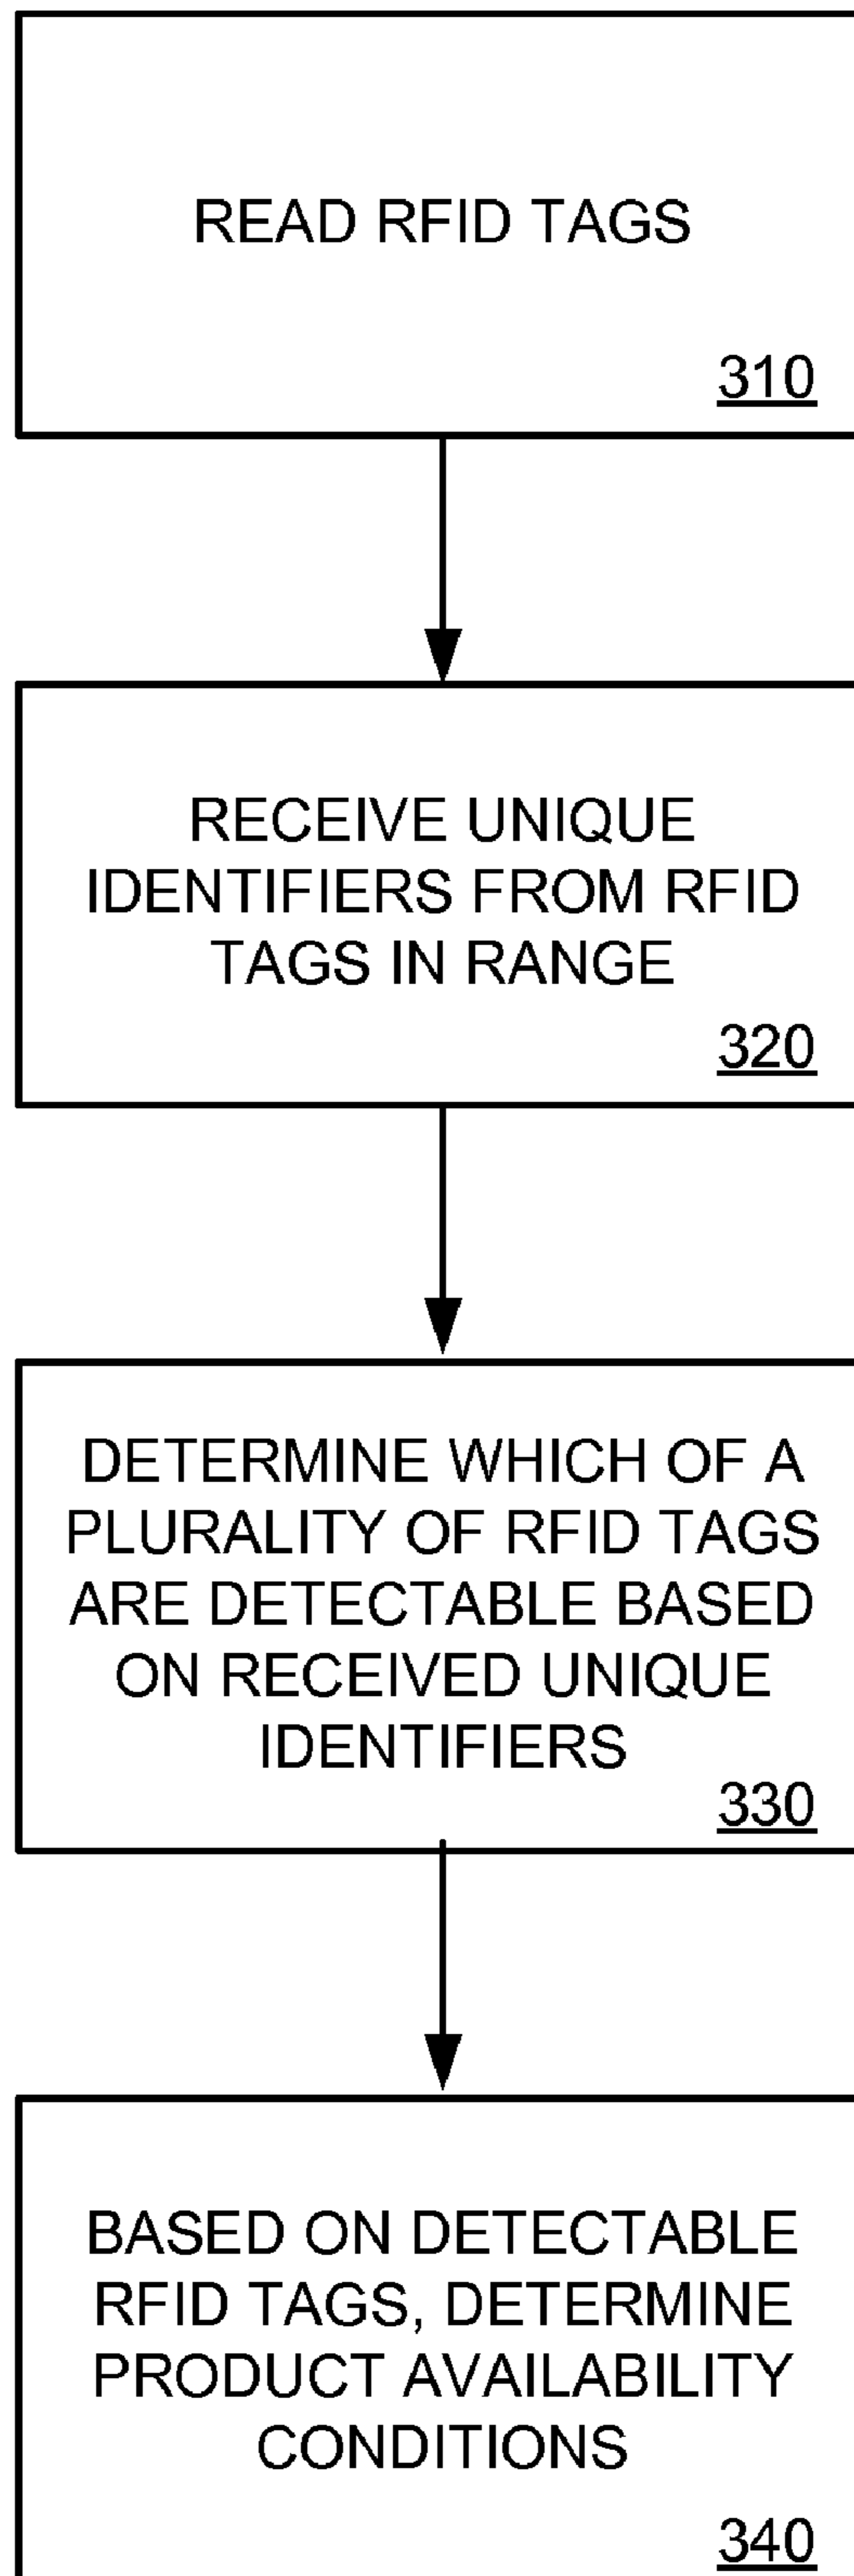 READ RFID TAGS
310
RECEIVE UNIQUE
IDENTIFIERS FROM RFID
TAGS IN RANGE
320
DETERMINE WHICH OF A
PLURALITY OF RFID TAGS
ARE DETECTABLE BASED
ON RECEIVED UNIQUE
IDENTIFIERS
330
BASED ON DETECTABLE
RFID TAGS, DETERMINE
PRODUCT AVAILABILITY
CONDITIONS
340